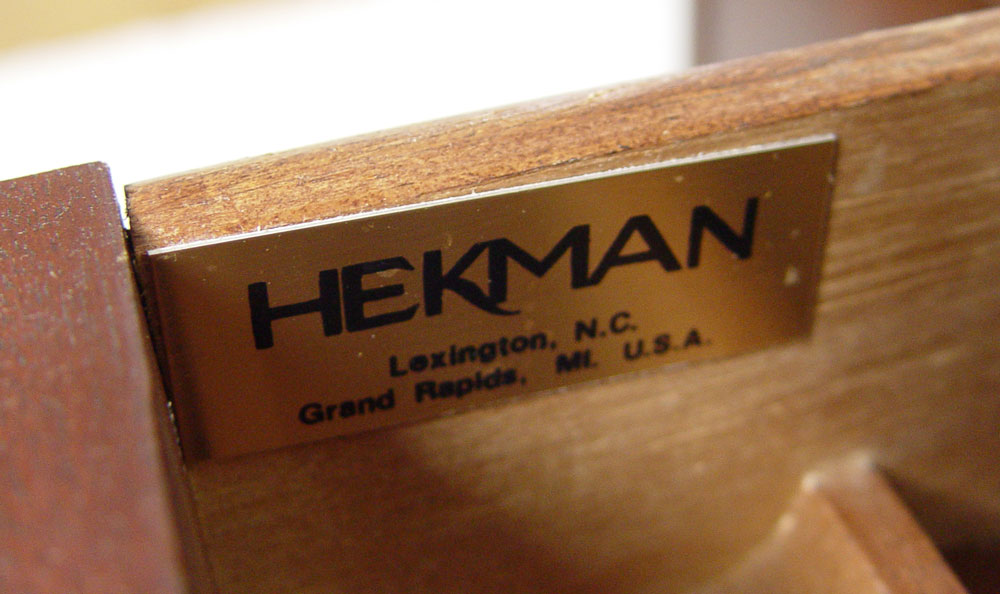 HEKMAN
Lexington, N.C.
Grand Rapids, MI. U.S.A.